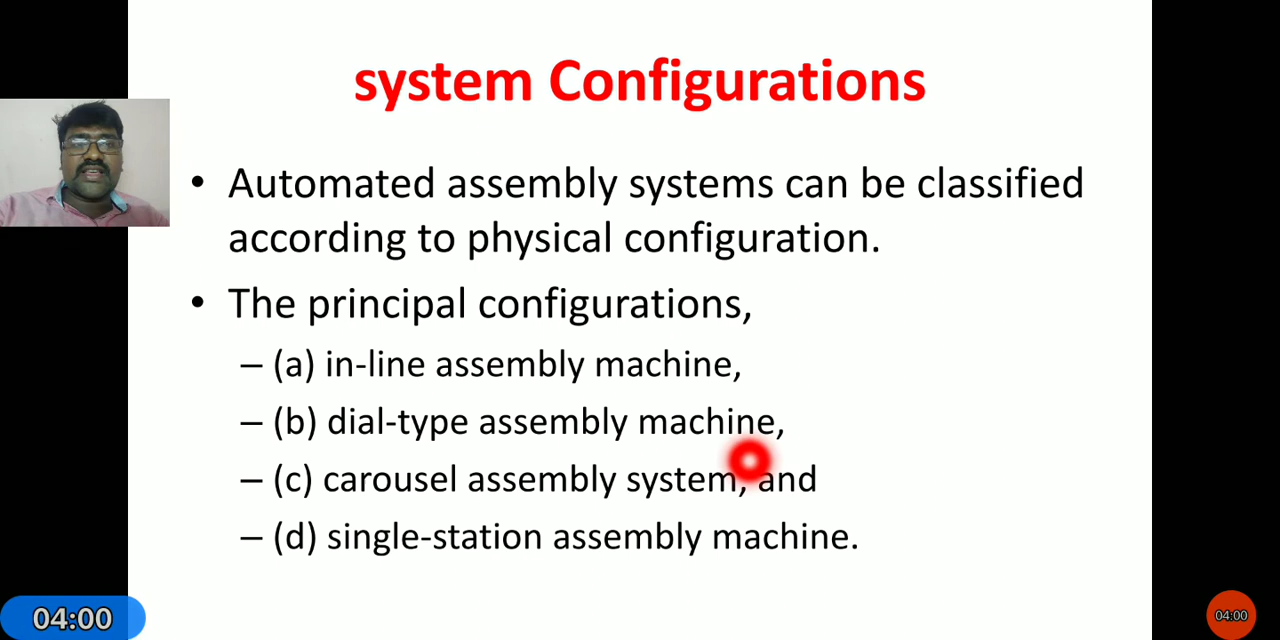 system Configurations
• Automated assembly systems can be classified
according to physical configuration.
• The principal configurations,
– (a) in-line assembly machine,
– (b) dial-type assembly machine,
– (c) carousel assembly system, and
– (d) single-station assembly machine.
04:00
04:00